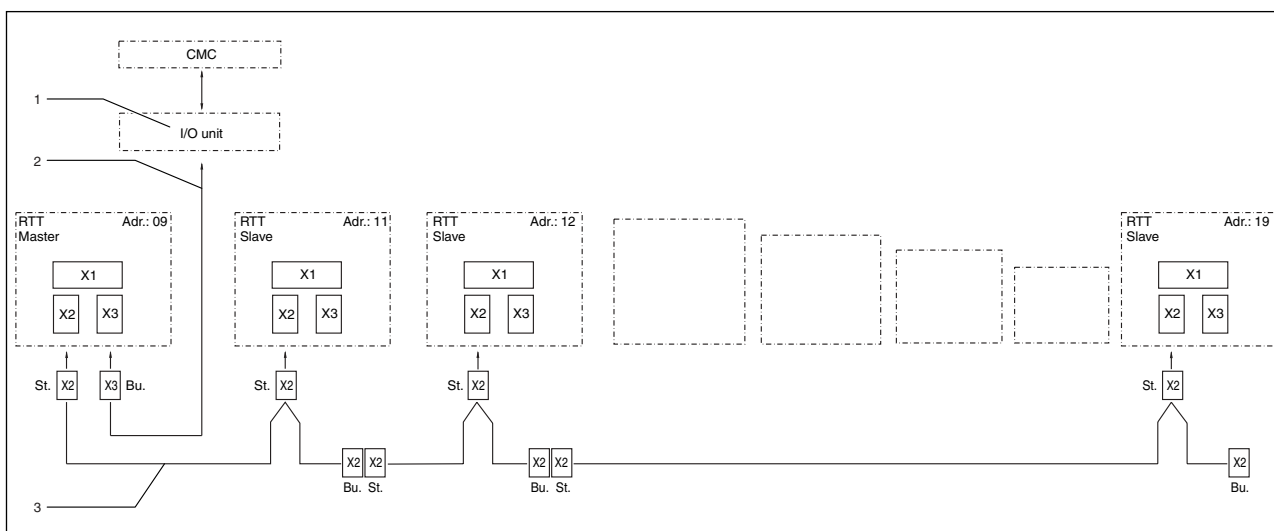 CMC
1
I/O unit
2
RTT Adr.: 09
Master
X1
X2 X3
RTT Adr.: 11
Slave
X1
X2 X3
RTT Adr.: 12
Slave
X1
X2 X3
RTT Adr.: 19
Slave
X1
X2 X3
St. X2 X3 Bu.
St. X2
St. X2
St. X2
X2 X2
Bu. St.
X2 X2
Bu. St.
X2
Bu.
3